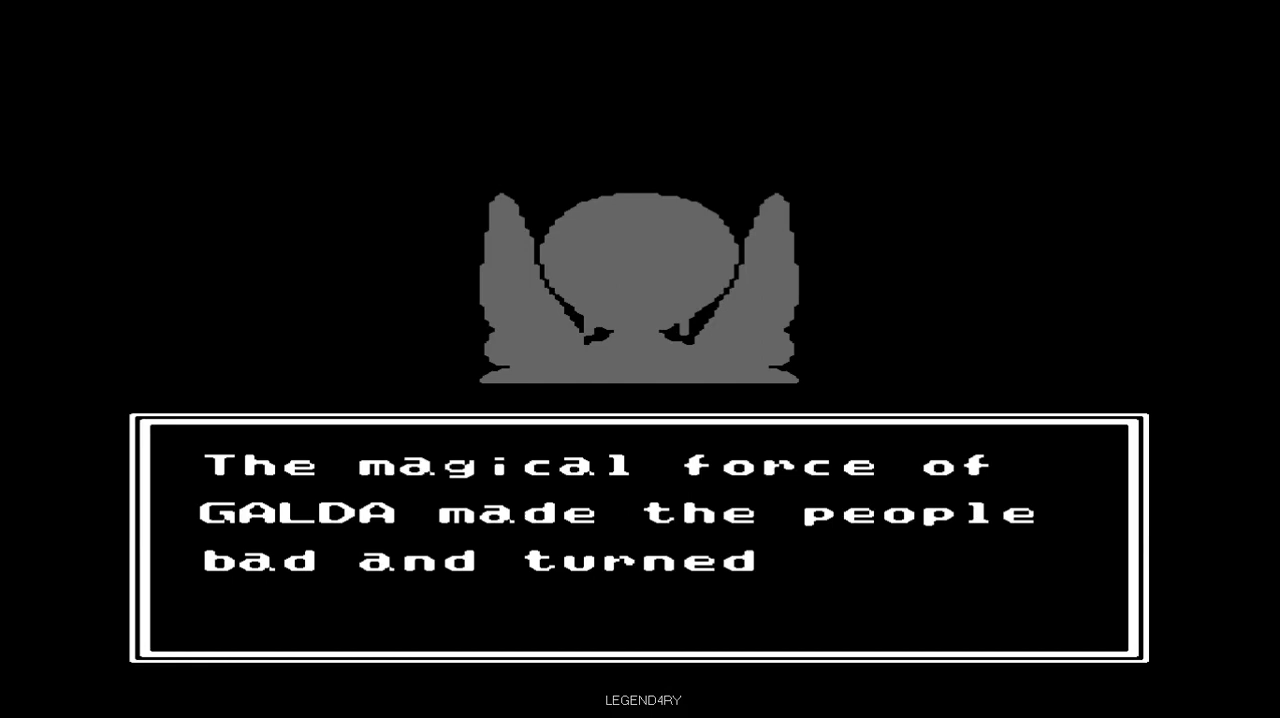 The magical force of
GALDA made the people
bad and turned
LEGEND4RY